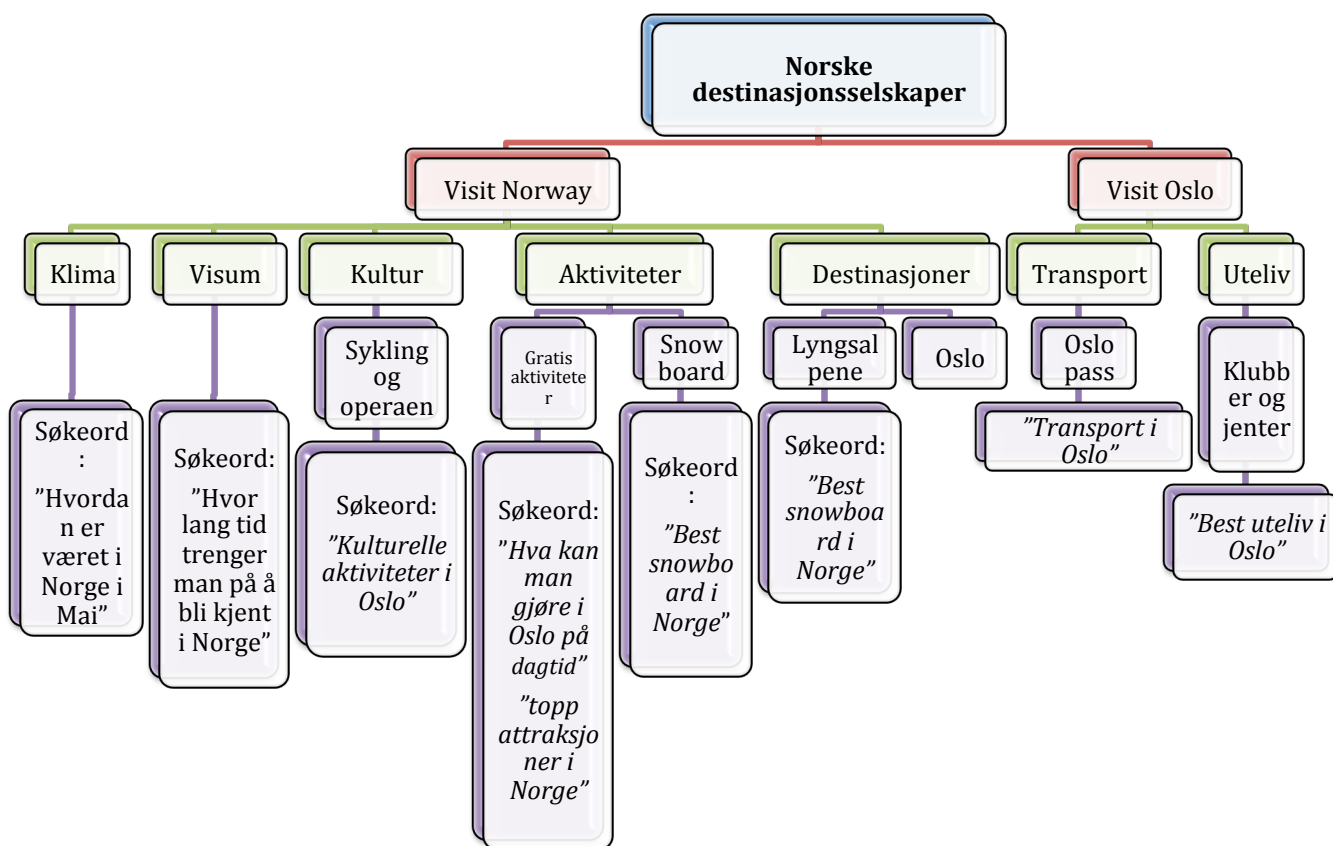 Norske
destinasjonsselskaper
Visit Norway
Visit Oslo
Klima
Visum
Kultur
Aktiviteter
Destinasjoner
Transport
Uteliv
Sykling
og
operaen
Gratis
aktivitete
r
Snow
board
Lyngsal
pene
Oslo
Oslo
pass
Klubb
er og
jenter
Søkeord
:
”Hvorda
n er
været i
Norge i
Mai”
Søkeord:
”Hvor
lang tid
trenger
man på å
bli kjent
i Norge”
Søkeord:
”Kulturelle
aktiviteter i
Oslo”
Søkeord:
”Hva kan
man
gjøre i
Oslo på
dagtid”
”topp
attraksjo
ner i
Norge”
Søkeord
:
”Best
snowbo
ard i
Norge”
Søkeord:
”Best
snowboa
rd i
Norge”
”Transport i
Oslo”
”Best uteliv i
Oslo”